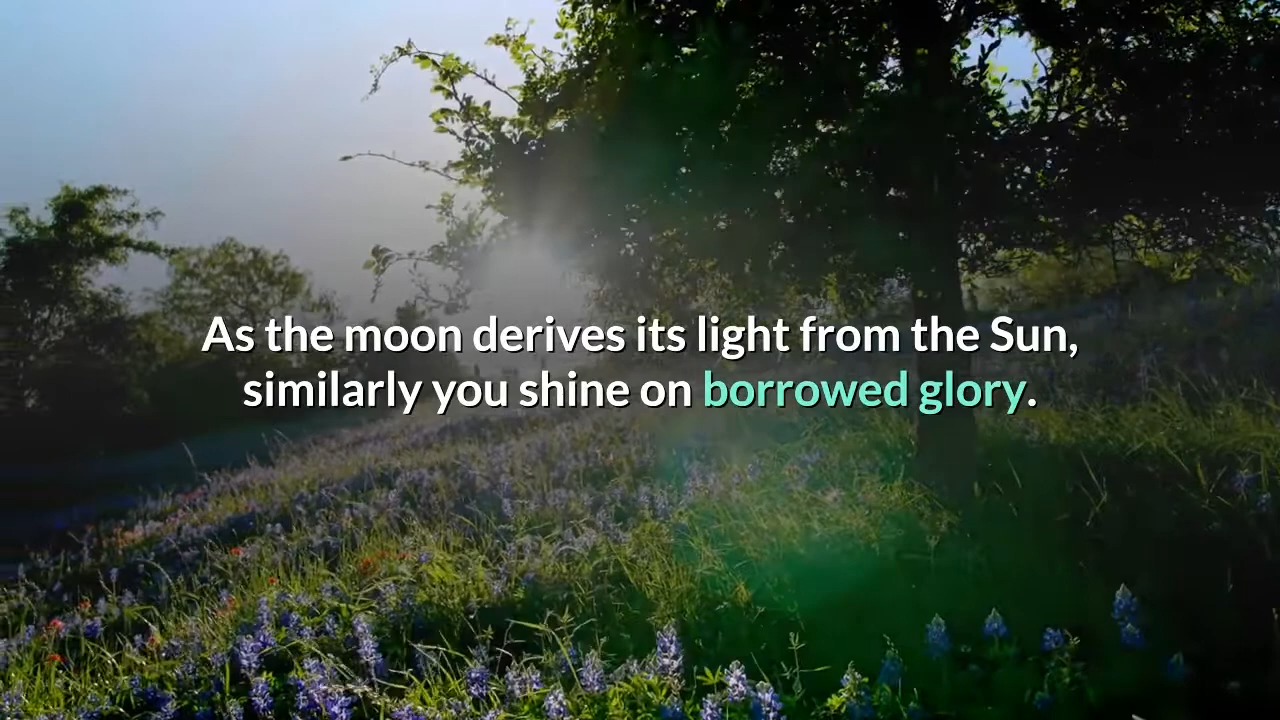 As the moon derives its light from the Sun,
similarly you shine on borrowed glory.